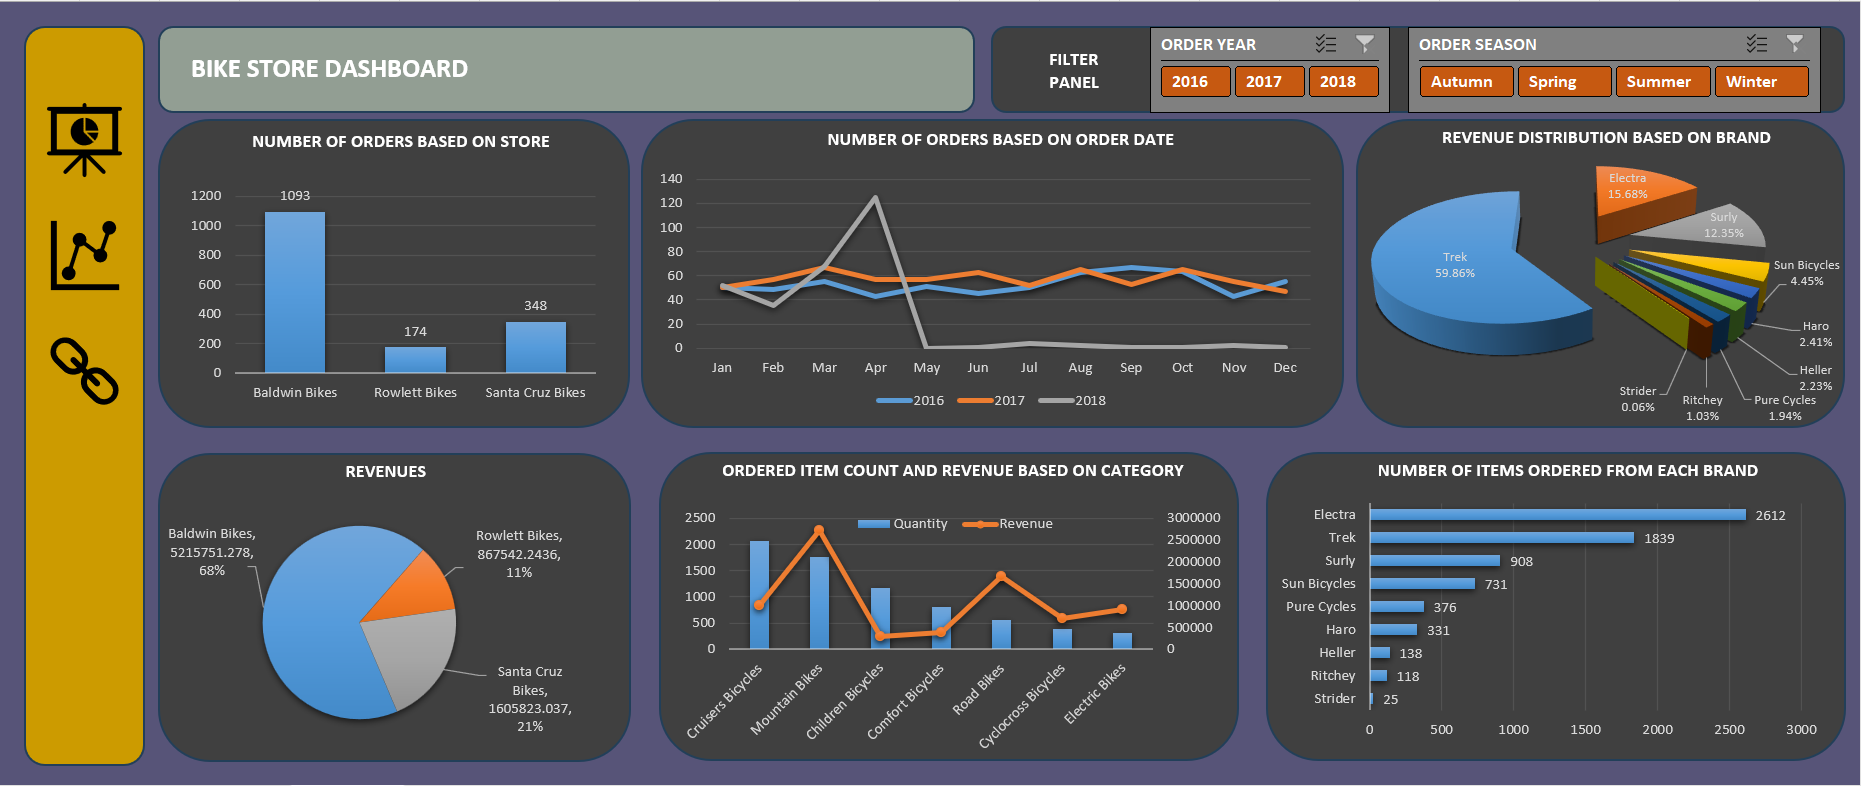 BIKE STORE DASHBOARD
FILTER
PANEL
ORDER YEAR
2016 2017 2018
ORDER SEASON
Autumn Spring Summer Winter
NUMBER OF ORDERS BASED ON STORE
1200
1000
800
600
400
200
0
1093
174
348
Baldwin Bikes Rowlett Bikes Santa Cruz Bikes
NUMBER OF ORDERS BASED ON ORDER DATE
140
120
100
80
60
40
20
0
Jan Feb Mar Apr May Jun Jul Aug Sep Oct Nov Dec
2016 2017 2018
REVENUE DISTRIBUTION BASED ON BRAND
Electra
15.68%
Surly
12.35%
Trek
59.86%
Sun Bicycles
4.45%
Haro
2.41%
Heller
2.23%
Pure Cycles
1.94%
Ritchey
1.03%
Strider
0.06%
REVENUES
Baldwin Bikes,
5215751.278,
68%
Rowlett Bikes,
867542.2436,
11%
Santa Cruz
Bikes,
1605823.037,
21%
ORDERED ITEM COUNT AND REVENUE BASED ON CATEGORY
Quantity Revenue
2500
2000
1500
1000
500
0
3000000
2500000
2000000
1500000
1000000
500000
0
Cruisers Bicycles
Mountain Bikes
Children Bicycles
Comfort Bicycles
Road Bikes
Cyclocross Bicycles
Electric Bikes
NUMBER OF ITEMS ORDERED FROM EACH BRAND
Electra 2612
Trek 1839
Surly 908
Sun Bicycles 731
Pure Cycles 376
Haro 331
Heller 138
Ritchey 118
Strider 25
0 500 1000 1500 2000 2500 3000